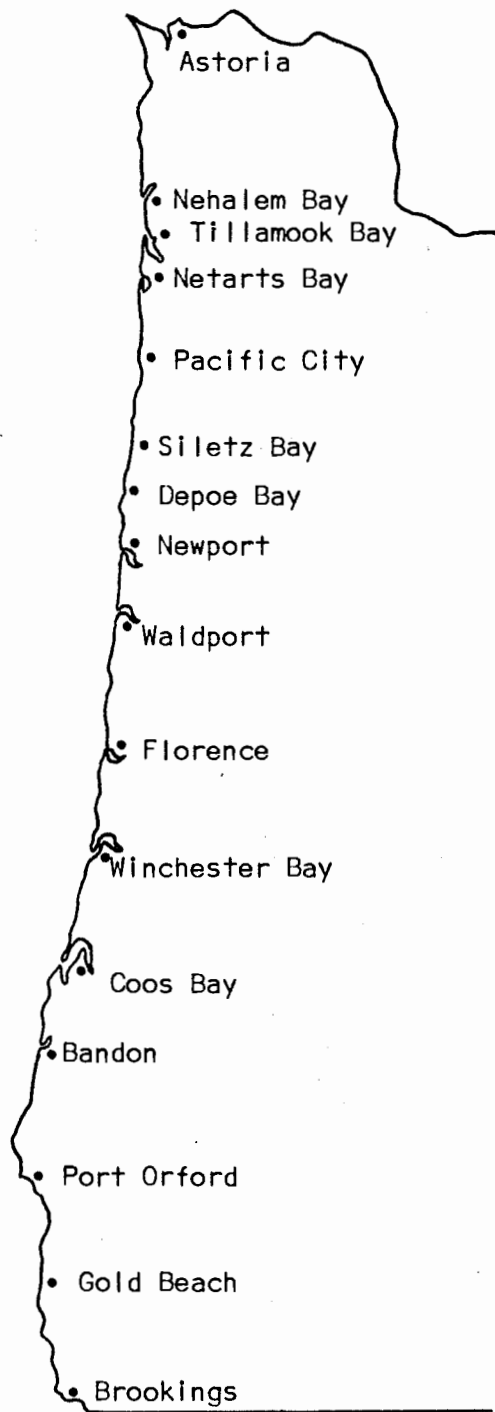 Astoria
Nehalem Bay
Tillamook Bay
Netarts Bay
Pacific City
Siletz Bay
Depoe Bay
Newport
Waldport
Florence
Winchester Bay
Coos Bay
Bandon
Port Orford
Gold Beach
Brookings